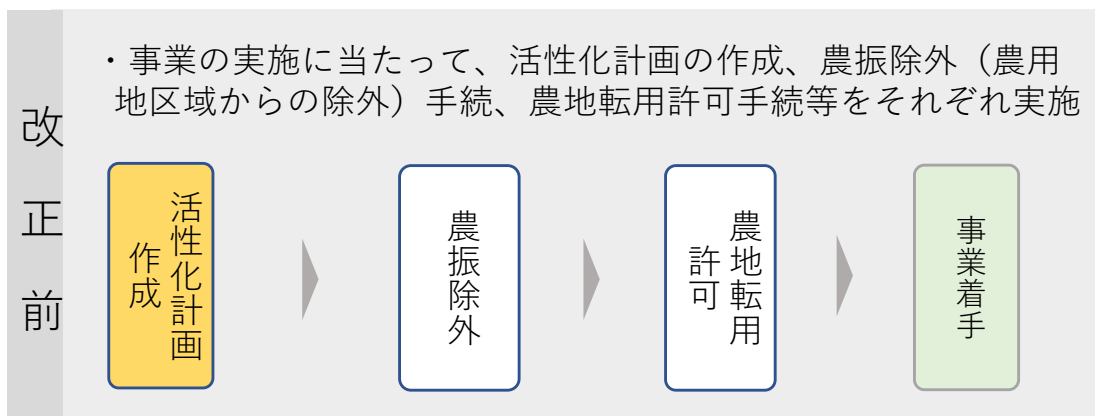 改正前
・事業の実施に当たって、活性化計画の作成、農振除外（農用
地区域からの除外）手続、農地転用許可手続等をそれぞれ実施
活性化計画
作成
農振除外
農地転用
許可
事業着手